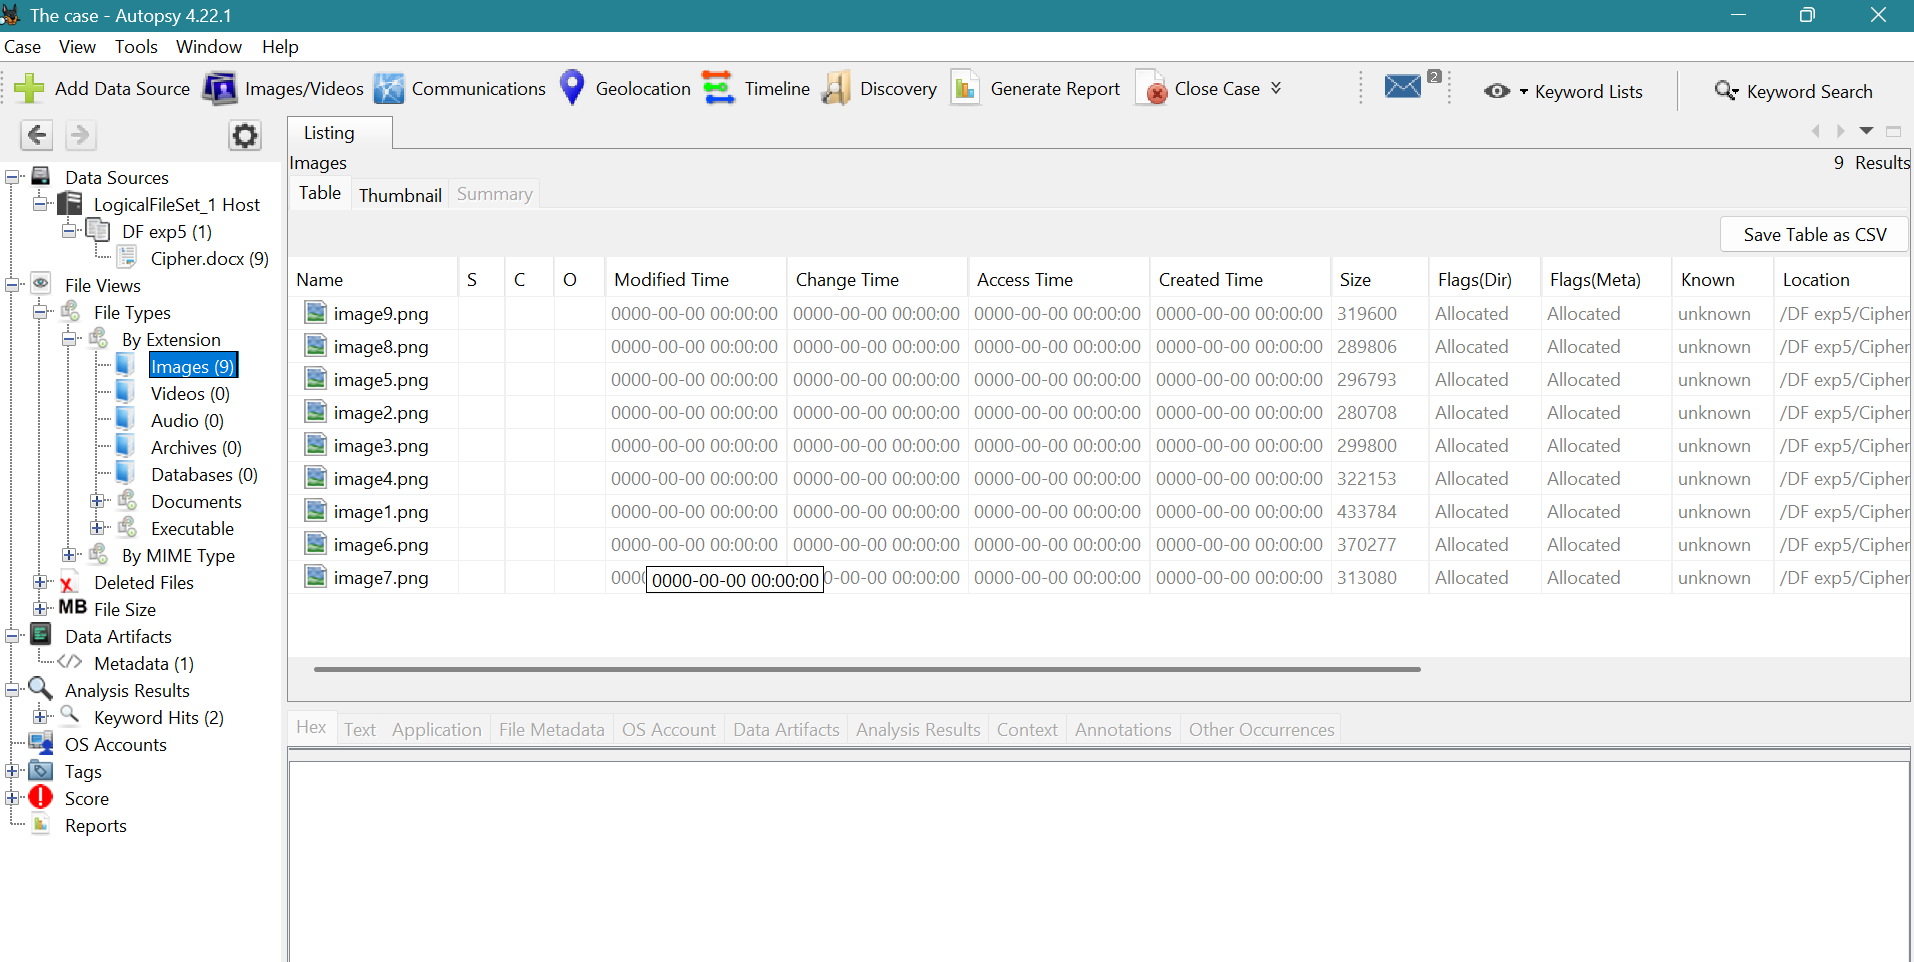 The case - Autopsy 4.22.1
Case View Tools Window Help
Add Data Source Images/Videos Communications Geolocation Timeline Discovery Generate Report Close Case 2 Keyword Lists Keyword Search
Listing
Images 9 Results
Table Thumbnail Summary
Save Table as CSV
Data Sources
LogicalFileSet_1 Host
DF exp5 (1)
Cipher.docx (9)
File Views
File Types
By Extension
Images (9)
Videos (0)
Audio (0)
Archives (0)
Databases (0)
Documents
Executable
By MIME Type
Deleted Files
MB File Size
Data Artifacts
Metadata (1)
Analysis Results
Keyword Hits (2)
OS Accounts
Tags
Score
Reports
Name S C O Modified Time Change Time Access Time Created Time Size Flags(Dir) Flags(Meta) Known Location
image9.png 0000-00-00 00:00:00 0000-00-00 00:00:00 0000-00-00 00:00:00 0000-00-00 00:00:00 319600 Allocated Allocated unknown /DF exp5/Cipher
image8.png 0000-00-00 00:00:00 0000-00-00 00:00:00 0000-00-00 00:00:00 0000-00-00 00:00:00 289806 Allocated Allocated unknown /DF exp5/Cipher
image5.png 0000-00-00 00:00:00 0000-00-00 00:00:00 0000-00-00 00:00:00 0000-00-00 00:00:00 296793 Allocated Allocated unknown /DF exp5/Cipher
image2.png 0000-00-00 00:00:00 0000-00-00 00:00:00 0000-00-00 00:00:00 0000-00-00 00:00:00 280708 Allocated Allocated unknown /DF exp5/Cipher
image3.png 0000-00-00 00:00:00 0000-00-00 00:00:00 0000-00-00 00:00:00 0000-00-00 00:00:00 299800 Allocated Allocated unknown /DF exp5/Cipher
image4.png 0000-00-00 00:00:00 0000-00-00 00:00:00 0000-00-00 00:00:00 0000-00-00 00:00:00 322153 Allocated Allocated unknown /DF exp5/Cipher
image1.png 0000-00-00 00:00:00 0000-00-00 00:00:00 0000-00-00 00:00:00 0000-00-00 00:00:00 433784 Allocated Allocated unknown /DF exp5/Cipher
image6.png 0000-00-00 00:00:00 0000-00-00 00:00:00 0000-00-00 00:00:00 0000-00-00 00:00:00 370277 Allocated Allocated unknown /DF exp5/Cipher
image7.png 000 0000-00-00 00:00:00 0-00-00 00:00:00 0000-00-00 00:00:00 0000-00-00 00:00:00 313080 Allocated Allocated unknown /DF exp5/Cipher
Hex Text Application File Metadata OS Account Data Artifacts Analysis Results Context Annotations Other Occurrences